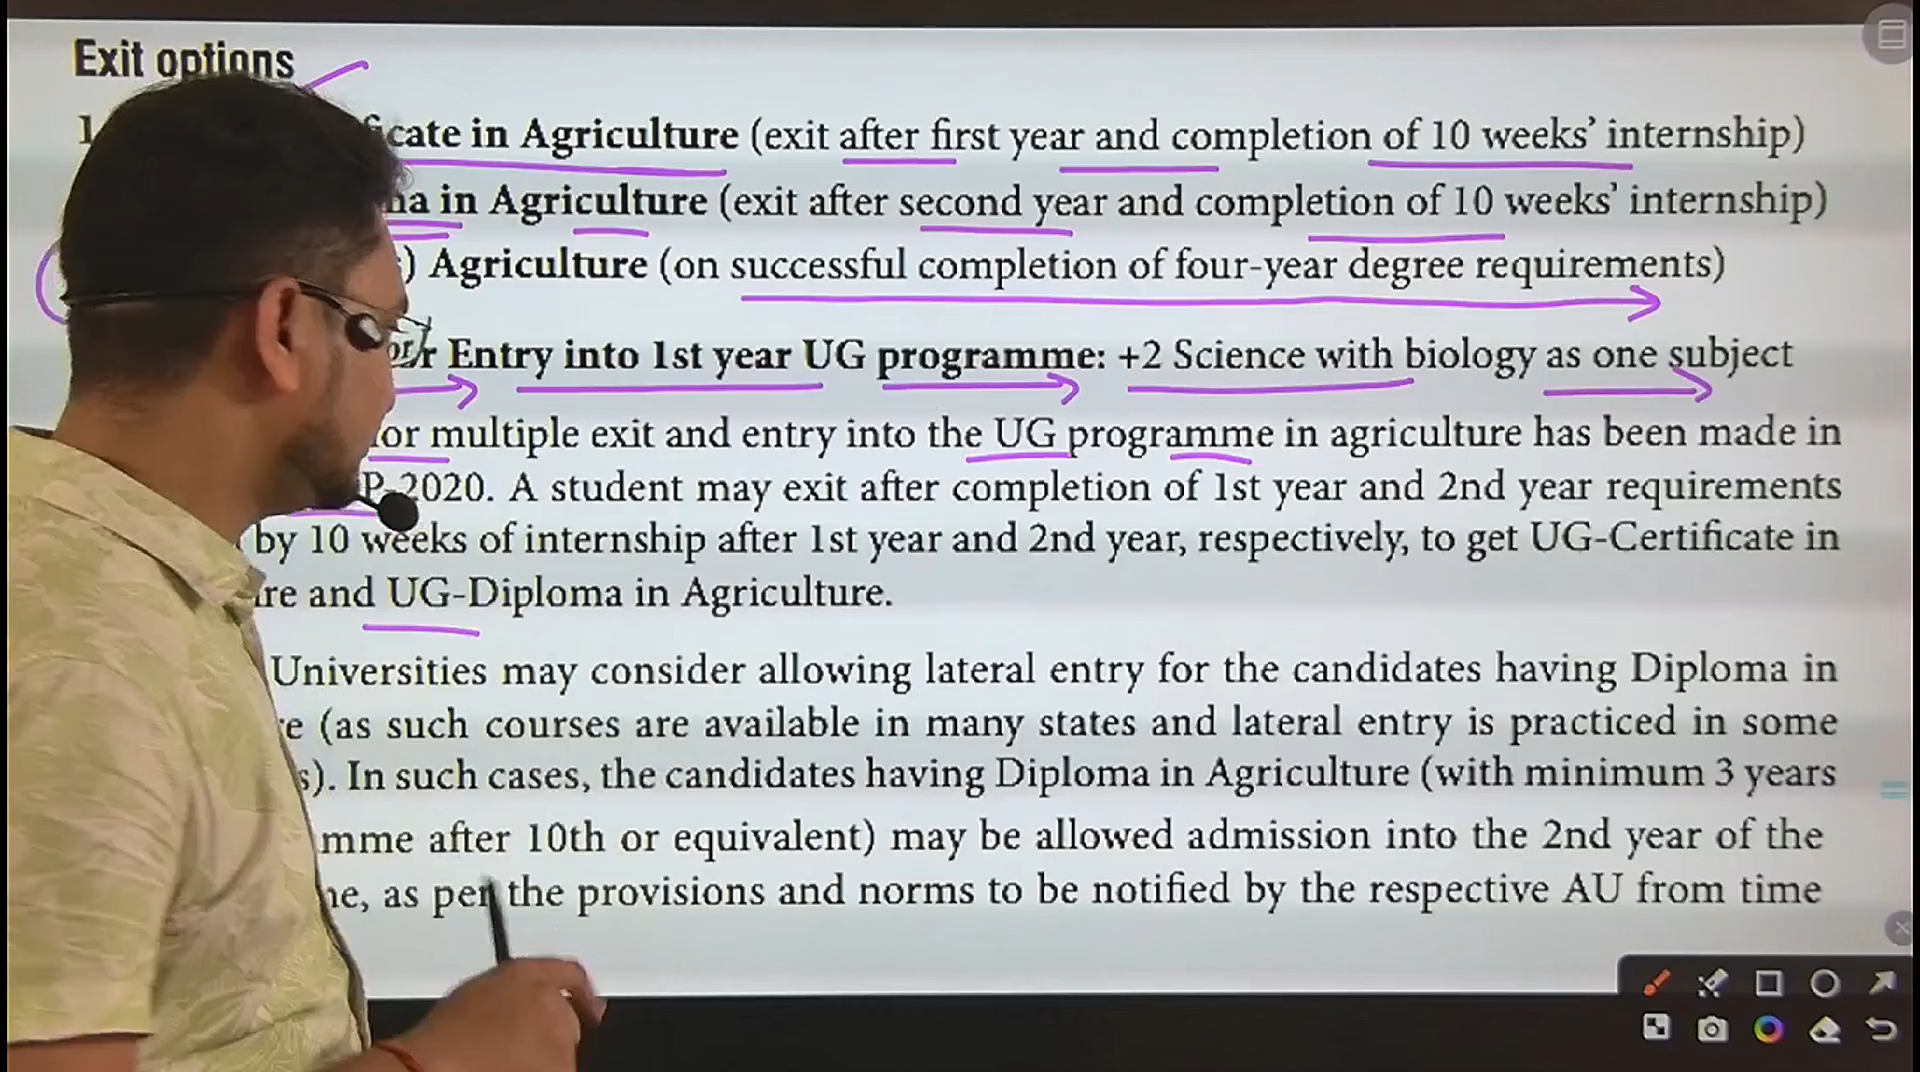 Exit options
1
ficate in Agriculture (exit after first year and completion of 10 weeks’ internship)
in Agriculture (exit after second year and completion of 10 weeks’ internship)
) Agriculture (on successful completion of four-year degree requirements)
Entry into 1st year UG programme: +2 Science with biology as one subject
for multiple exit and entry into the UG programme in agriculture has been made in
P-2020. A student may exit after completion of 1st year and 2nd year requirements
by 10 weeks of internship after 1st year and 2nd year, respectively, to get UG-Certificate in
and UG-Diploma in Agriculture.
Universities may consider allowing lateral entry for the candidates having Diploma in
(as such courses are available in many states and lateral entry is practiced in some
s). In such cases, the candidates having Diploma in Agriculture (with minimum 3 years
mme after 10th or equivalent) may be allowed admission into the 2nd year of the
as per the provisions and norms to be notified by the respective AU from time